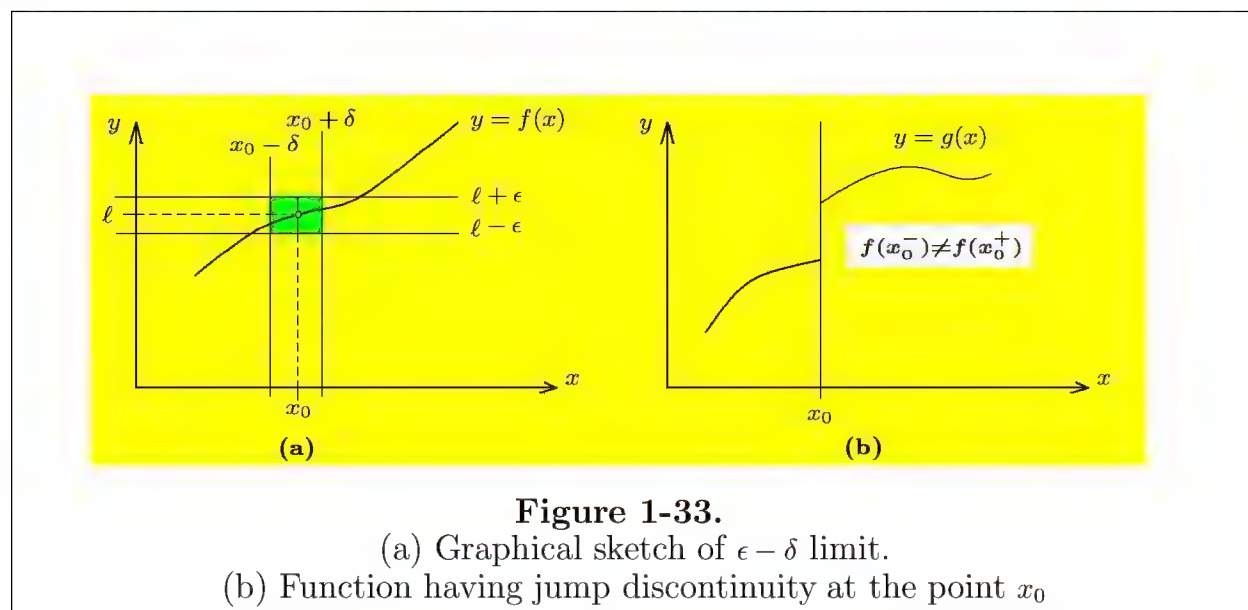 y
x₀ − δ
x₀ + δ
y = f(x)
ℓ + ϵ
ℓ
ℓ − ϵ
x
x₀
(a)
y
y = g(x)
f(x₀⁻)≠f(x₀⁺)
x
x₀
(b)
Figure 1-33.
(a) Graphical sketch of ϵ − δ limit.
(b) Function having jump discontinuity at the point x₀